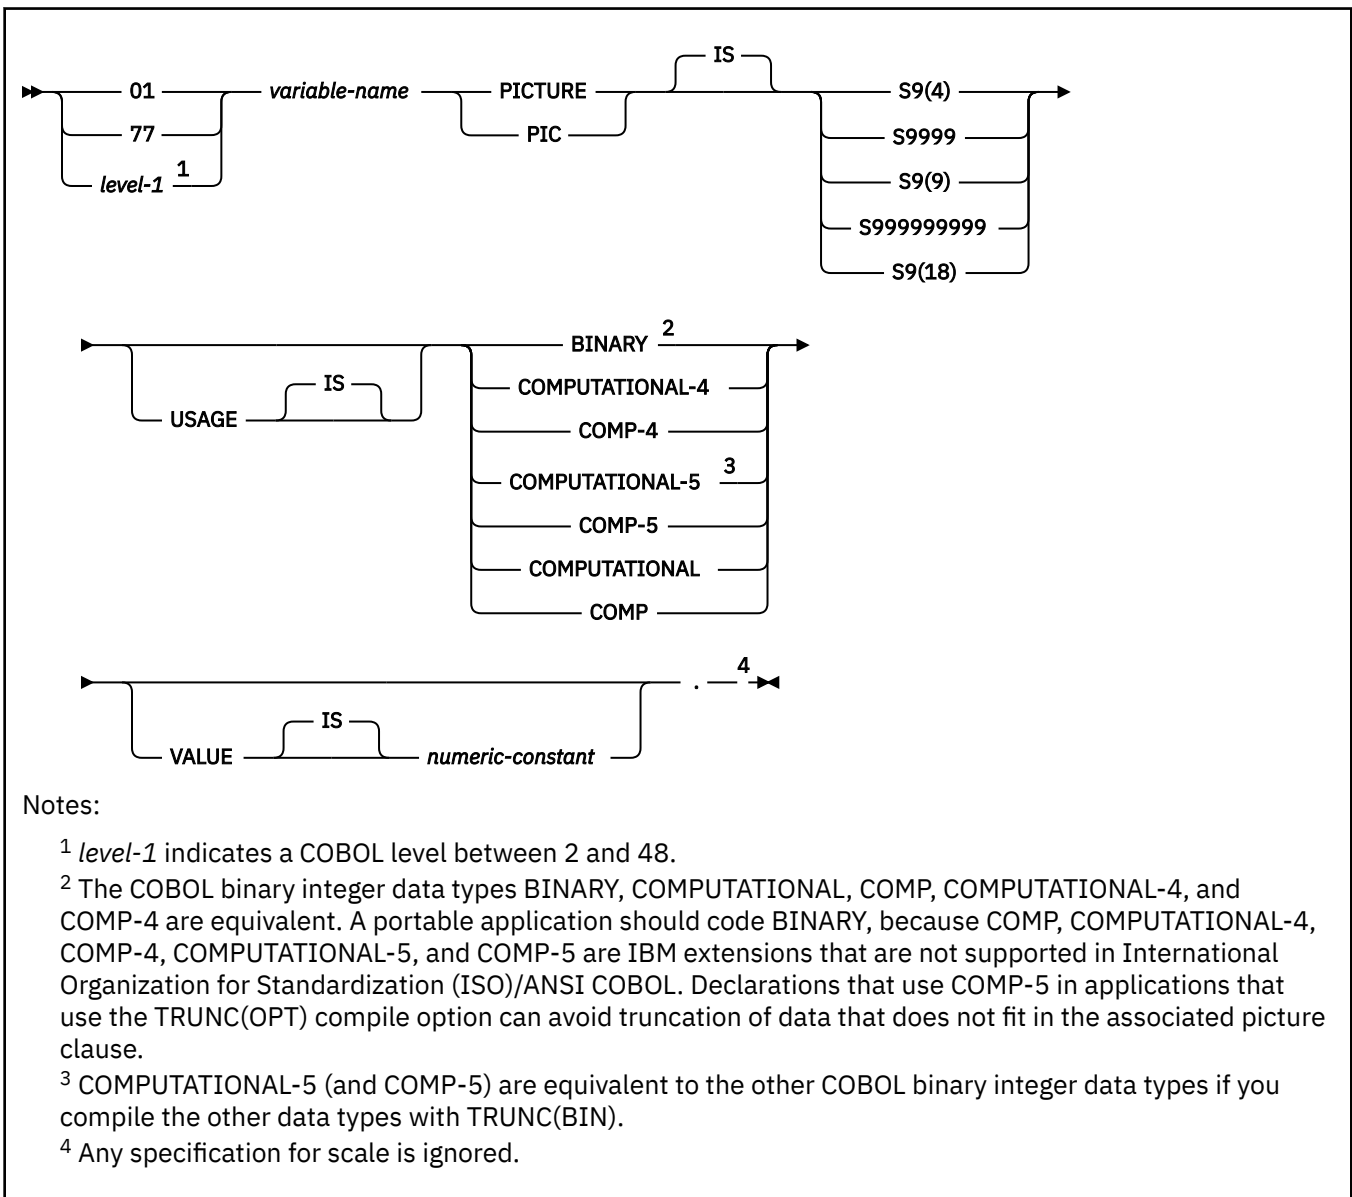 IS
01 variable-name PICTURE S9(4)
77 PIC S9999
level-1 1 S9(9)
S999999999
S9(18)
BINARY 2
IS COMPUTATIONAL-4
USAGE COMP-4
COMPUTATIONAL-5 3
COMP-5
COMPUTATIONAL
COMP
. 4
IS
VALUE numeric-constant
Notes:
1 level-1 indicates a COBOL level between 2 and 48.
2 The COBOL binary integer data types BINARY, COMPUTATIONAL, COMP, COMPUTATIONAL-4, and
COMP-4 are equivalent. A portable application should code BINARY, because COMP, COMPUTATIONAL-4,
COMP-4, COMPUTATIONAL-5, and COMP-5 are IBM extensions that are not supported in International
Organization for Standardization (ISO)/ANSI COBOL. Declarations that use COMP-5 in applications that
use the TRUNC(OPT) compile option can avoid truncation of data that does not fit in the associated picture
clause.
3 COMPUTATIONAL-5 (and COMP-5) are equivalent to the other COBOL binary integer data types if you
compile the other data types with TRUNC(BIN).
4 Any specification for scale is ignored.